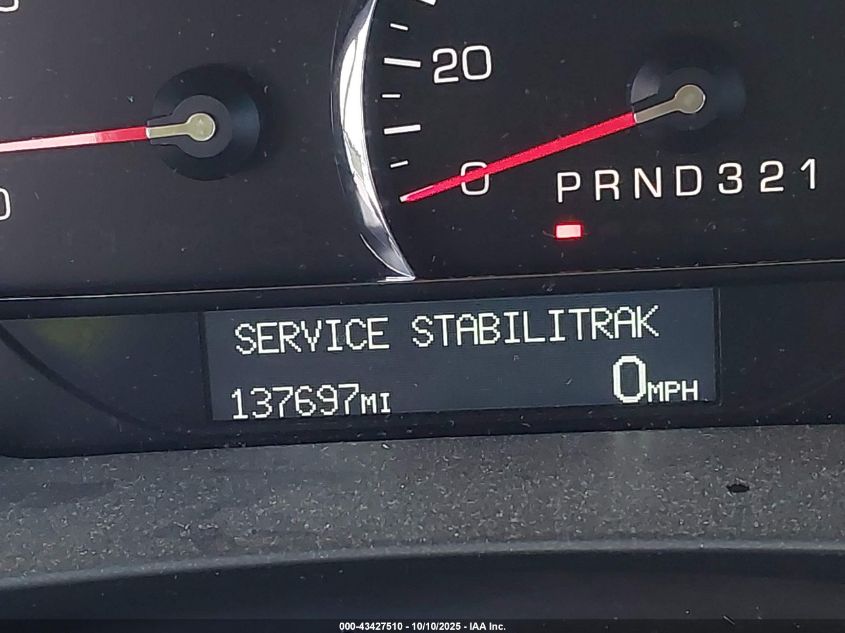 20
0
PRND321
SERVICE STABILITRAK
137697MI
0MPH
000-43427510 - 10/10/2025 - IAA Inc.